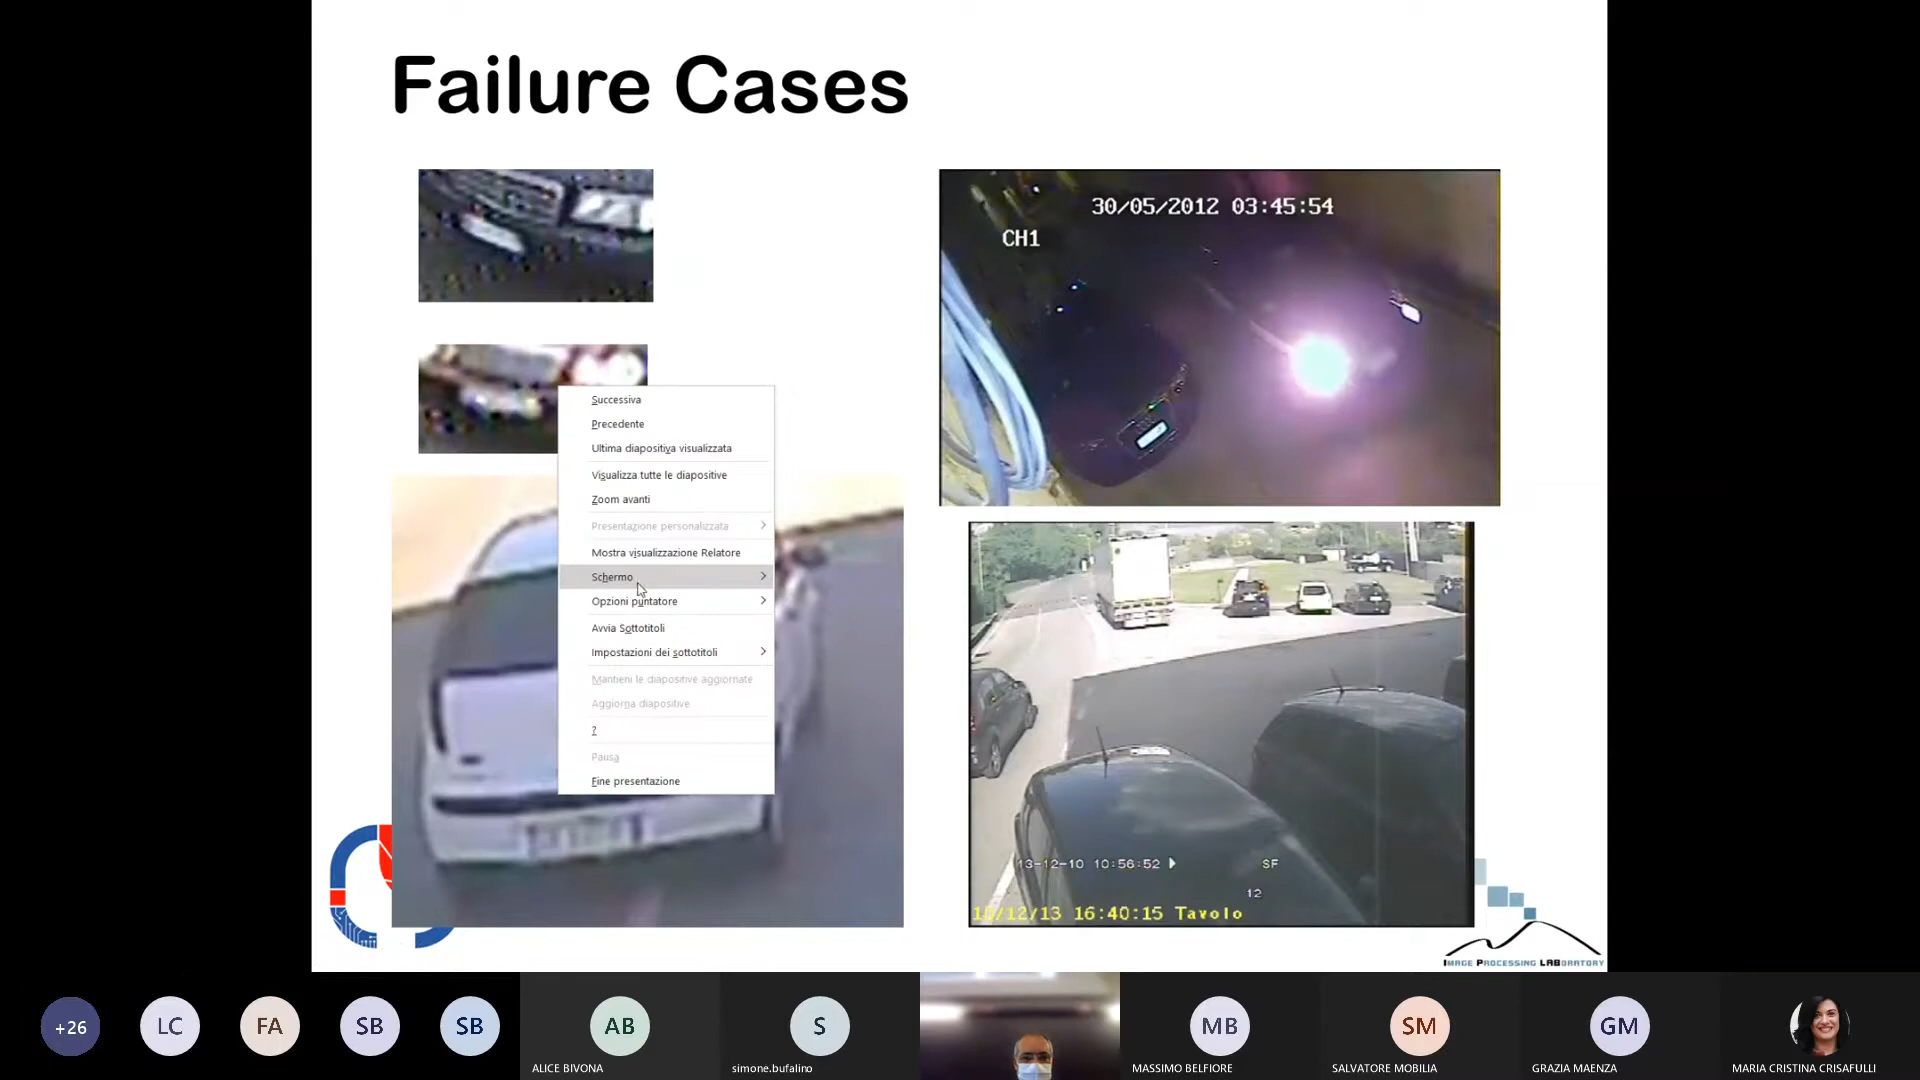 Failure Cases
30/05/2012 03:45:54
CH1
Successiva
Precedente
Ultima diapositiva visualizzata
Visualizza tutte le diapositive
Zoom avanti
Presentazione personalizzata
Mostra visualizzazione Relatore
Schermo
Opzioni puntatore
Avvia Sottotitoli
Impostazioni dei sottotitoli
Mantieni le diapositive aggiornate
Aggiorna diapositive
?
Pausa
Fine presentazione
13-12-10 10:56:52
SF
12
12/13 16:40:15 Tavolo
IMAGE PROCESSING LABORATORY
+26
LC
FA
SB
SB
AB
S
MB
SM
GM
ALICE BIVONA
simone.bufalino
MASSIMO BELFIORE
SALVATORE MOBILIA
GRAZIA MAENZA
MARIA CRISTINA CRISAFULLI